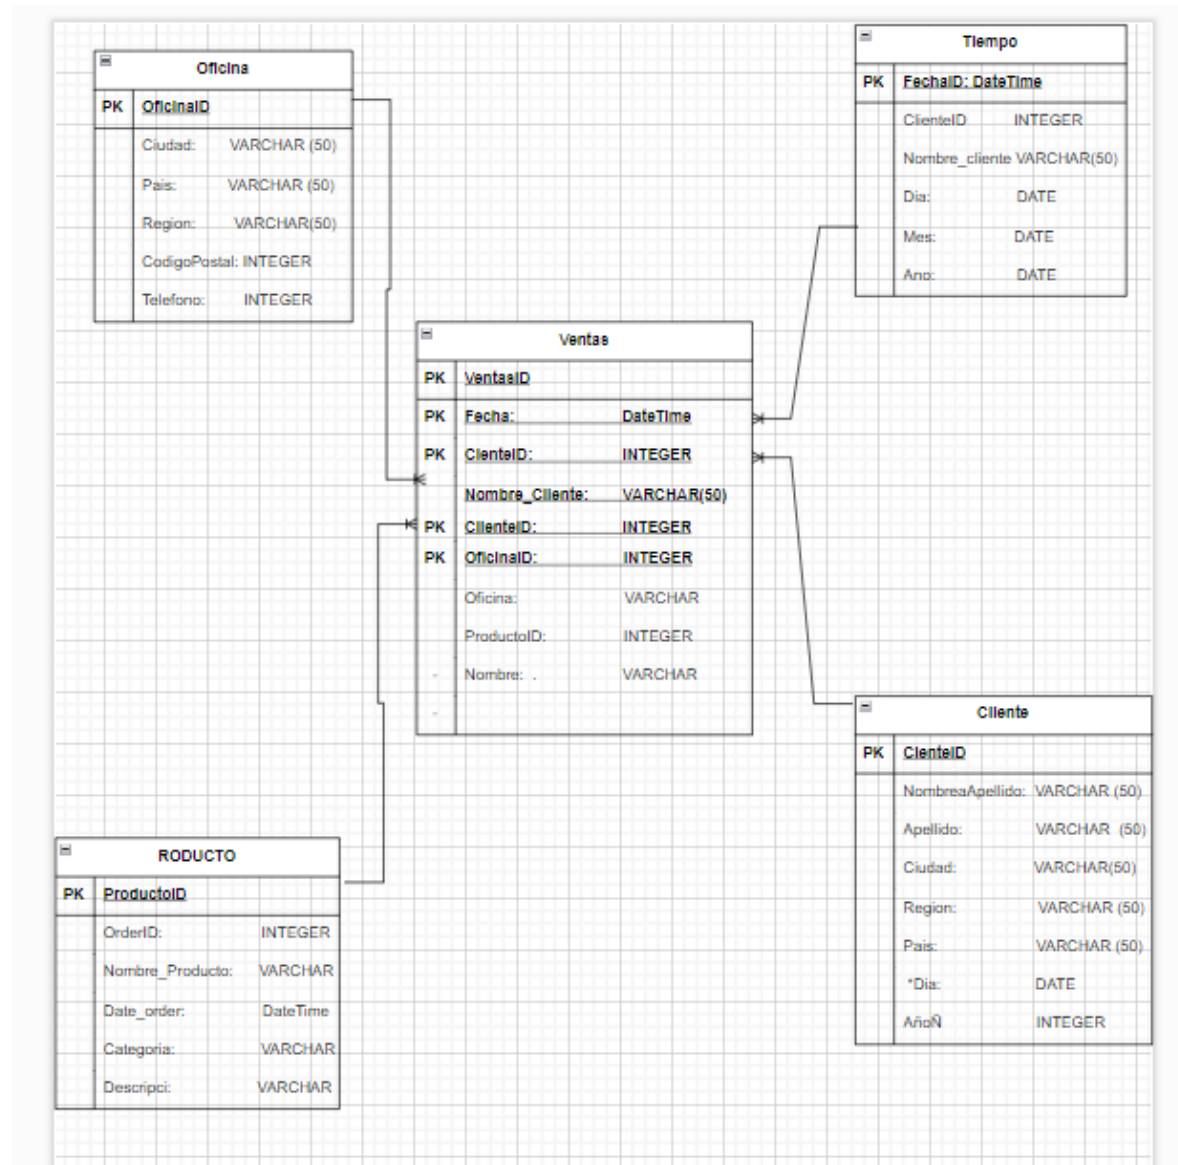 Oficina
PK OficinaID
Ciudad: VARCHAR (50)
Pais: VARCHAR (50)
Region: VARCHAR(50)
CodigoPostal: INTEGER
Telefono: INTEGER
Tiempo
PK FechaID: DateTime
ClienteID INTEGER
Nombre_cliente VARCHAR(50)
Dia: DATE
Mes: DATE
Ano: DATE
Ventas
PK VentasID
PK Fecha: DateTime
PK ClenteID: INTEGER
Nombre_Cliente: VARCHAR(50)
PK ClienteID: INTEGER
PK OficinaID: INTEGER
Oficina: VARCHAR
ProductoID: INTEGER
- Nombre: . VARCHAR
-
Cliente
PK ClenteID
NombreaApellido: VARCHAR (50)
Apellido: VARCHAR (50)
Ciudad: VARCHAR(50)
Region: VARCHAR (50)
Pais: VARCHAR (50)
*Dia: DATE
AñoÑ INTEGER
RODUCTO
PK ProductoID
OrderID: INTEGER
Nombre_Producto: VARCHAR
Date_order: DateTime
Categoria: VARCHAR
Descripci: VARCHAR